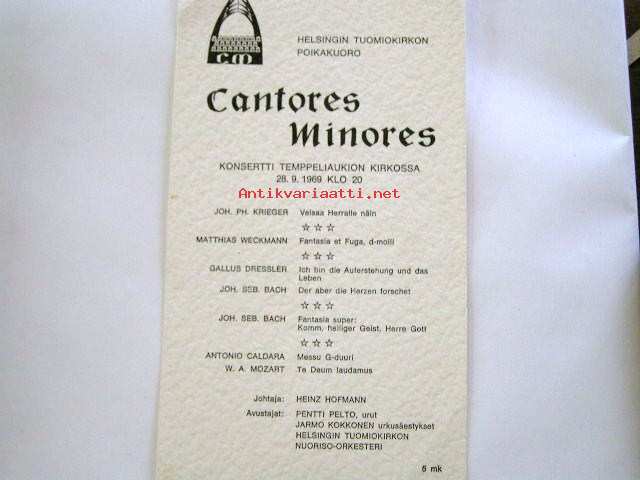 CM
HELSINGIN TUOMIOKIRKON
POIKAKUORO
Cantores
Minores
KONSERTTI TEMPPELIAUKION KIRKOSSA
28. 9. 1969 KLO 20
Antikvariaatti.net
JOH. PH. KRIEGER Veisaa Herralle näin
☆ ☆ ☆
MATTHIAS WECKMANN Fantasia et Fuga, d-molli
☆ ☆ ☆
GALLUS DRESSLER Ich bin die Auferstehung und das
Leben
JOH. SEB. BACH Der aber die Herzen forschet
☆ ☆ ☆
JOH. SEB. BACH Fantasia super:
Komm, heiliger Geist, Herre Gott
☆ ☆ ☆
ANTONIO CALDARA Messu G-duuri
W. A. MOZART Te Deum laudamus
Johtaja: HEINZ HOFMANN
Avustajat: PENTTI PELTO, urut
JARMO KOKKONEN urkusäestykset
HELSINGIN TUOMIOKIRKON
NUORISO-ORKESTERI
6 mk